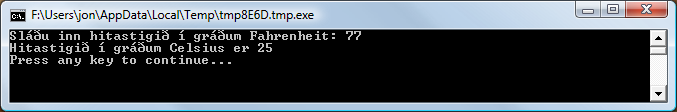 F:\Users\jon\AppData\Local\Temp\tmp8E6D.tmp.exe
Sláðu inn hitastigið í gráðum Fahrenheit: 77
Hitastigið í gráðum Celsius er 25
Press any key to continue...